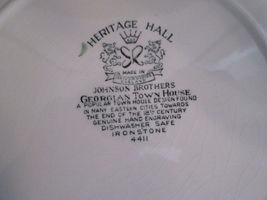 HERITAGE HALL
MADE IN
ENGLAND
JOHNSON BROTHERS
GEORGIAN TOWN HOUSE
A POPULAR TOWN HOUSE DESIGN FOUND
IN MANY EASTERN CITIES TOWARDS
THE END OF THE 18TH CENTURY
GENUINE HAND ENGRAVING
DISHWASHER SAFE
IRONSTONE
4411